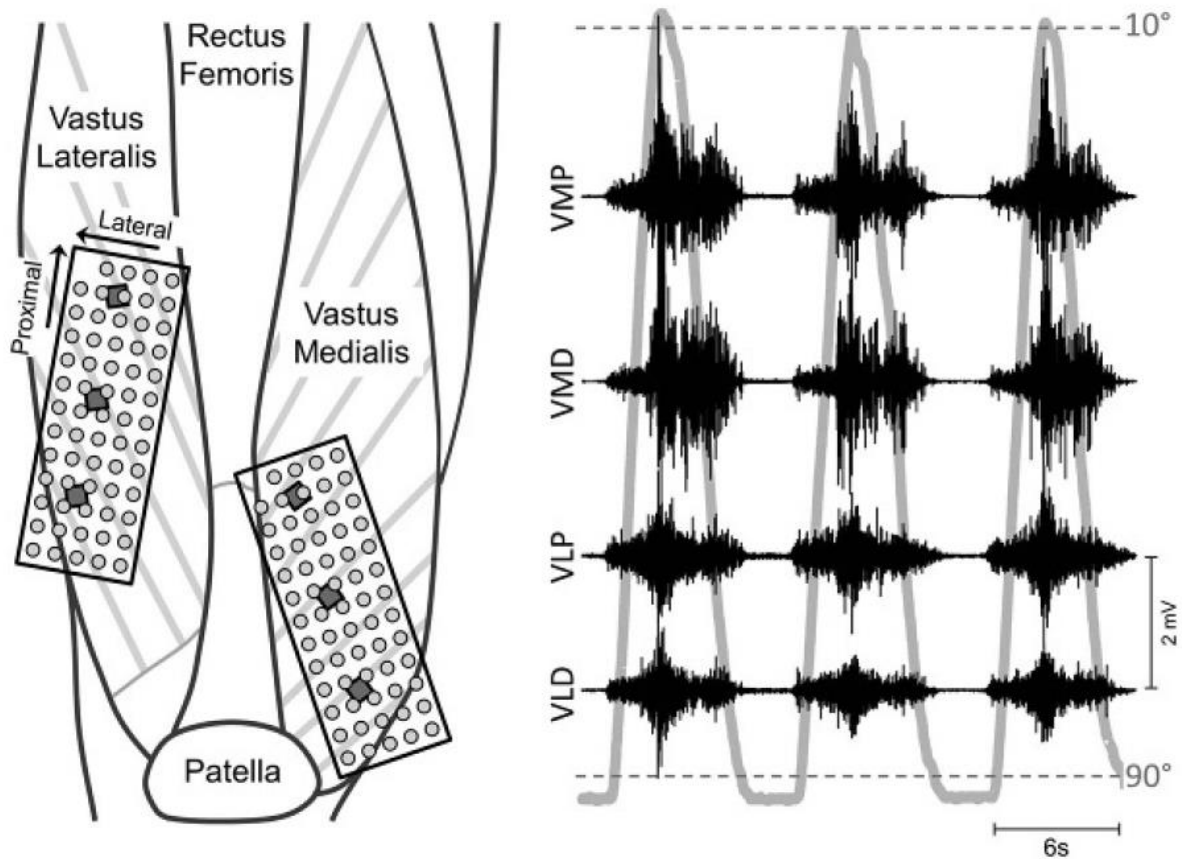 Rectus
Femoris
Vastus
Lateralis
Lateral
Proximal
Vastus
Medialis
Patella
10°
VMP
VMD
VLP
VLD
2 mV
90°
6s